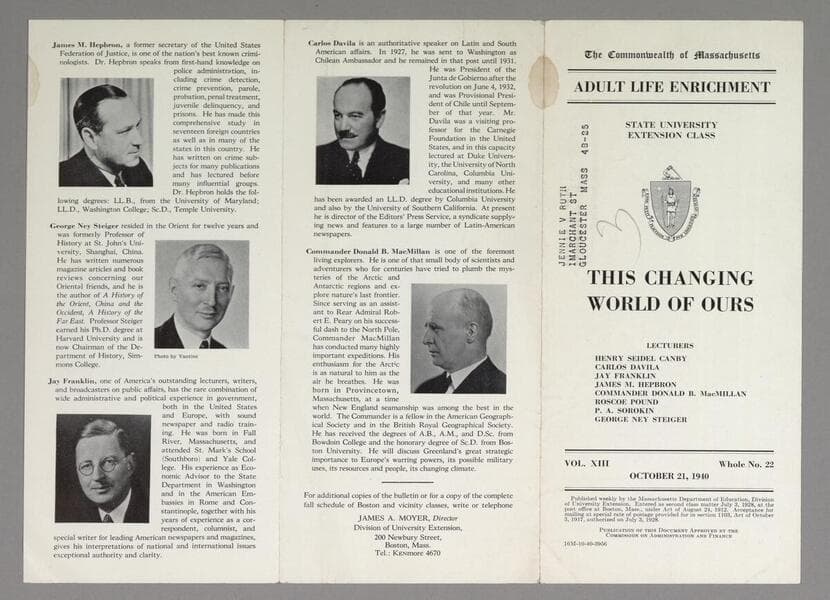 James M. Hepbron, a former secretary of the United States
Federation of Justice, is one of the nation's best known crimi-
nologists. Dr. Hepbron speaks from first-hand knowledge on
police administration, in-
cluding crime detection,
crime prevention, parole,
probation, penal treatment,
juvenile delinquency, and
prisons. He has made this
comprehensive study in
seventeen foreign countries
as well as in many of the
states in this country. He
has written on crime sub-
jects for many publications
and has lectured before
many influential groups.
Dr. Hepbron holds the fol-
lowing degrees: LL.B., from the University of Maryland;
LL.D., Washington College; Sc.D., Temple University.
George Ney Steiger resided in the Orient for twelve years and
was formerly Professor of
History at St. John's Uni-
versity, Shanghai, China.
He has written numerous
magazine articles and book
reviews concerning our
Oriental friends, and he is
the author of A History of
the Orient, China and the
Occident, A History of the
Far East. Professor Steiger
earned his Ph.D. degree at
Harvard University and is
now Chairman of the De-
partment of History, Sim-
mons College.
Photo by Vantine
Jay Franklin, one of America's outstanding lecturers, writers,
and broadcasters on public affairs, has the rare combination of
wide administrative and political experience in government,
both in the United States
and Europe, with sound
newspaper and radio train-
ing. He was born in Fall
River, Massachusetts, and
attended St. Mark's School
(Southboro) and Yale Col-
lege. His experience as Eco-
nomic Advisor to the State
Department in Washington
and in the American Em-
bassies in Rome and Con-
stantinople, together with his
years of experience as a cor-
respondent, columnist, and
special writer for leading American newspapers and magazines,
gives his interpretations of national and international issues
exceptional authority and clarity.
Carlos Davila is an authoritative speaker on Latin and South
American affairs. In 1927, he was sent to Washington as
Chilean Ambassador and he remained in that post until 1931.
He was President of the
Junta de Gobierno after the
revolution on June 4, 1932,
and was Provisional Presi-
dent of Chile until Septem-
ber of that year. Mr.
Davila was a visiting pro-
fessor for the Carnegie
Foundation in the United
States, and in this capacity
lectured at Duke Univer-
sity, the University of North
Carolina, Columbia Uni-
versity, and many other
educational institutions. He
has been awarded an LL.D. degree by Columbia University
and also by the University of Southern California. At present
he is director of the Editors' Press Service, a syndicate supply-
ing news and features to a large number of Latin-American
newspapers.
Commander Donald B. MacMillan is one of the foremost
living explorers. He is one of that small body of scientists and
adventurers who for centuries have tried to plumb the mys-
teries of the Arctic and
Antarctic regions and ex-
plore nature's last frontier.
Since serving as an assist-
ant to Rear Admiral Rob-
ert E. Peary on his success-
ful dash to the North Pole,
Commander MacMillan
has conducted many highly
important expeditions. His
enthusiasm for the Arctic
is as natural to him as the
air he breathes. He was
born in Provincetown,
Massachusetts, at a time
when New England seamanship was among the best in the
world. The Commander is a fellow in the American Geograph-
ical Society and in the British Royal Geographical Society.
He has received the degrees of A.B., A.M., and D.Sc. from
Bowdoin College and the honorary degree of Sc.D. from Bos-
ton University. He will discuss Greenland's great strategic
importance to Europe's warring powers, its possible military
uses, its resources and people, its changing climate.
For additional copies of the bulletin or for a copy of the complete
fall schedule of Boston and vicinity classes, write or telephone
JAMES A. MOYER, Director
Division of University Extension,
200 Newbury Street,
Boston, Mass.
Tel.: KENmore 4670
The Commonwealth of Massachusetts
ADULT LIFE ENRICHMENT
STATE UNIVERSITY
EXTENSION CLASS
JENNIE V RUTH
1MARCHANT ST
GLOUCESTER MASS 4B-25
3
THIS CHANGING
WORLD OF OURS
LECTURERS
HENRY SEIDEL CANBY
CARLOS DAVILA
JAY FRANKLIN
JAMES M. HEPBRON
COMMANDER DONALD B. MacMILLAN
ROSCOE POUND
P. A. SOROKIN
GEORGE NEY STEIGER
VOL. XIII Whole No. 22
OCTOBER 21, 1940
Published weekly by the Massachusetts Department of Education, Division
of University Extension. Entered as second class matter July 3, 1928, at the
post office at Boston, Mass., under Act of August 24, 1912. Acceptance for
mailing at special rate of postage provided for in section 1103, Act of October
3, 1917, authorized on July 3, 1928.
PUBLICATION OF THIS DOCUMENT APPROVED BY THE
COMMISSION ON ADMINISTRATION AND FINANCE